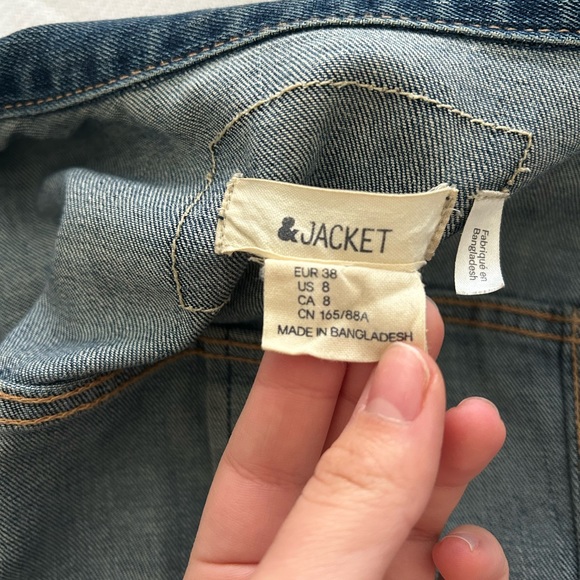 &JACKET
EUR 38
US 8
CA 8
CN 165/88A
MADE IN BANGLADESH
Fabriqué en
Bangladesh